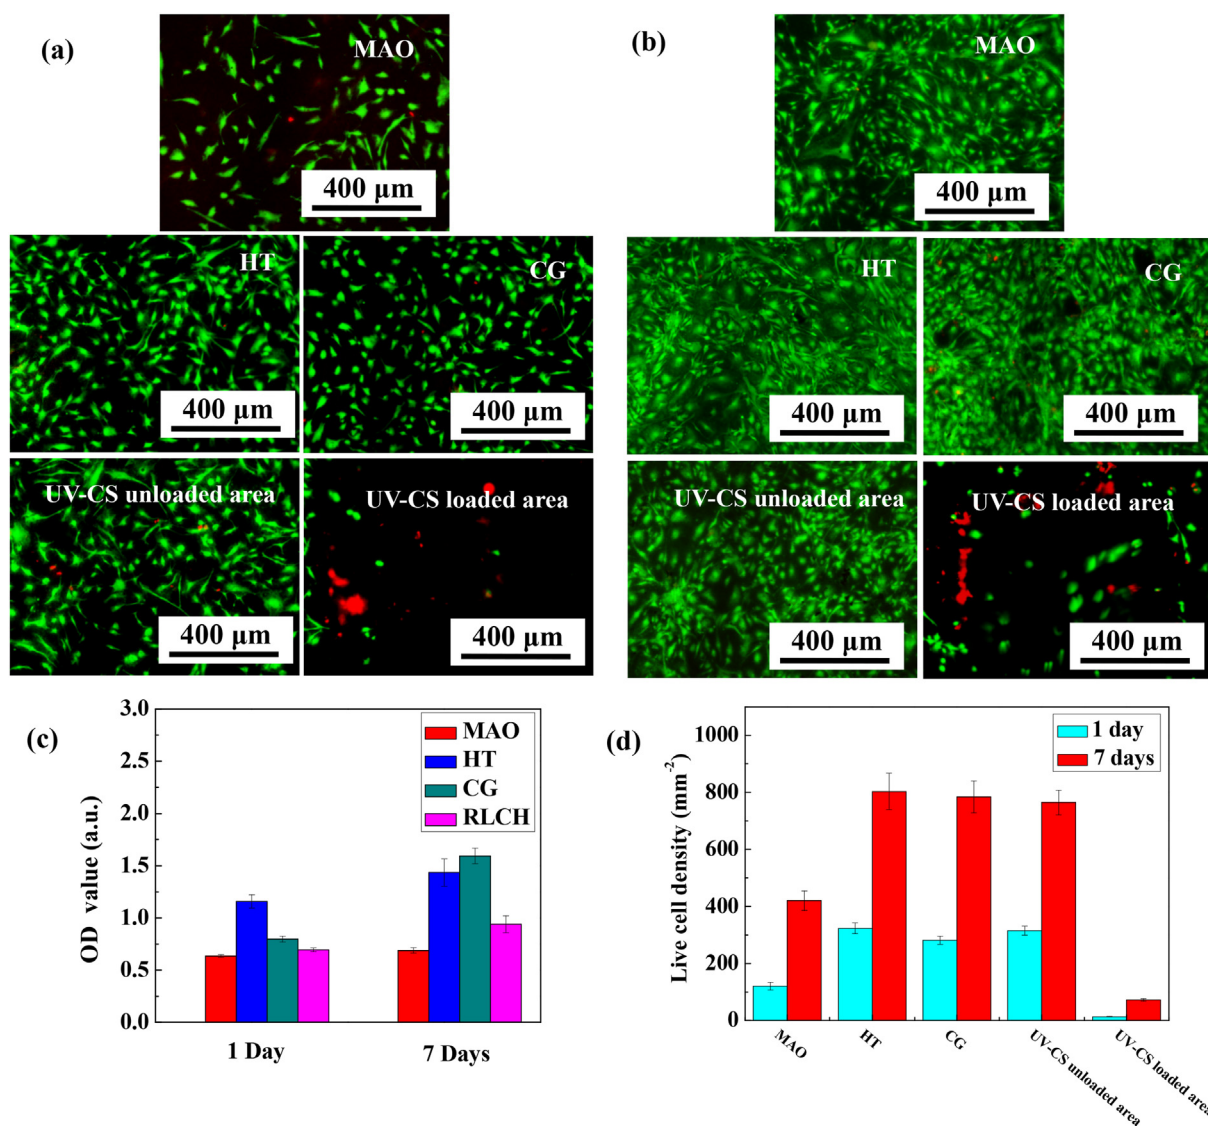 (a)
MAO
400 μm
HT
400 μm
CG
400 μm
UV-CS unloaded area
400 μm
UV-CS loaded area
400 μm
(b)
MAO
400 μm
HT
400 μm
CG
400 μm
UV-CS unloaded area
400 μm
UV-CS loaded area
400 μm
(c)
OD value (a.u.)
3.0
2.5
2.0
1.5
1.0
0.5
0.0
MAO
HT
CG
RLCH
1 Day
7 Days
(d)
Live cell density (mm⁻²)
1000
800
600
400
200
0
1 day
7 days
MAO
HT
CG
UV-CS unloaded area
UV-CS loaded area